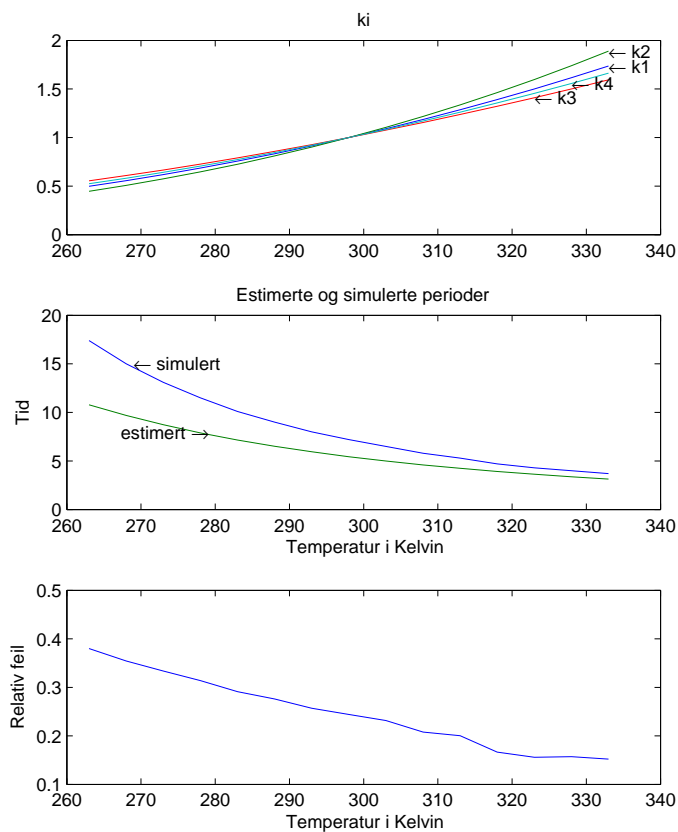 ki
2
← k2
← k1
1.5
← k4
← k3
1
0.5
0
260 270 280 290 300 310 320 330 340
Estimerte og simulerte perioder
20
15
← simulert
Tid
10
estimert →
5
0
260 270 280 290 300 310 320 330 340
Temperatur i Kelvin
0.5
0.4
Relativ feil
0.3
0.2
0.1
260 270 280 290 300 310 320 330 340
Temperatur i Kelvin